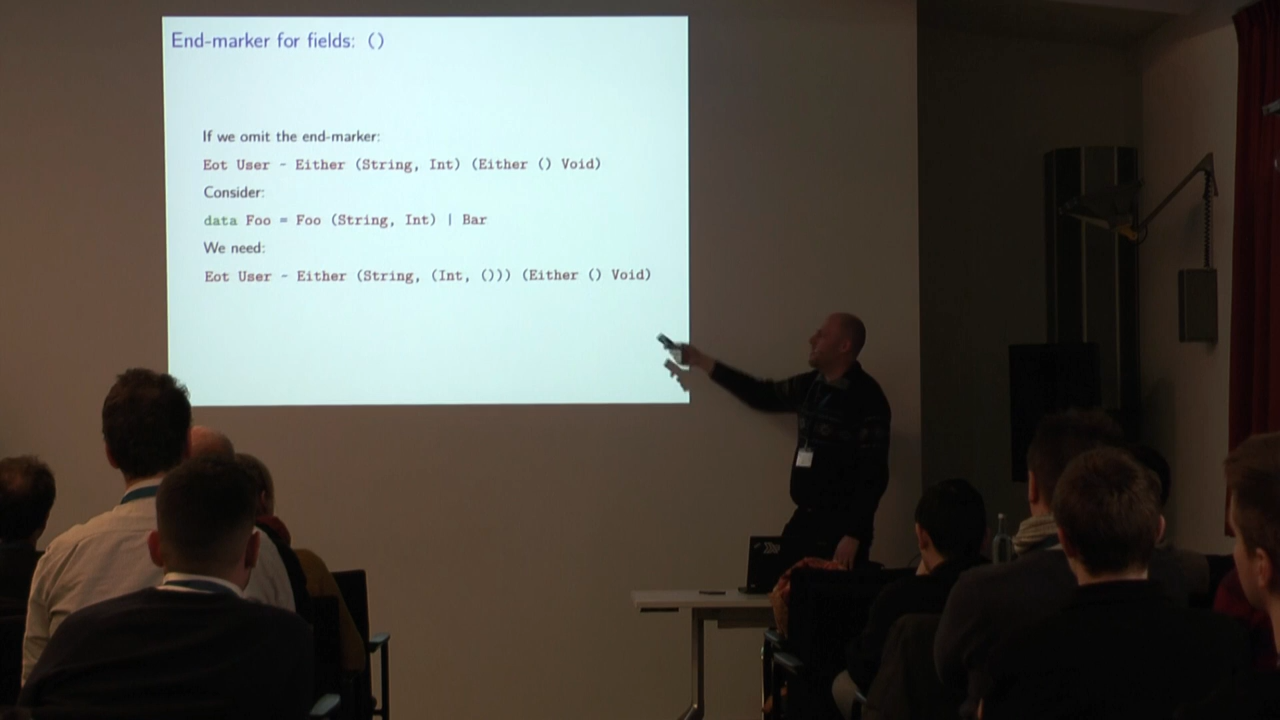 End-marker for fields: ()
If we omit the end-marker:
Eot User ~ Either (String, Int) (Either () Void)
Consider:
data Foo = Foo (String, Int) | Bar
We need:
Eot User ~ Either (String, (Int, ())) (Either () Void)